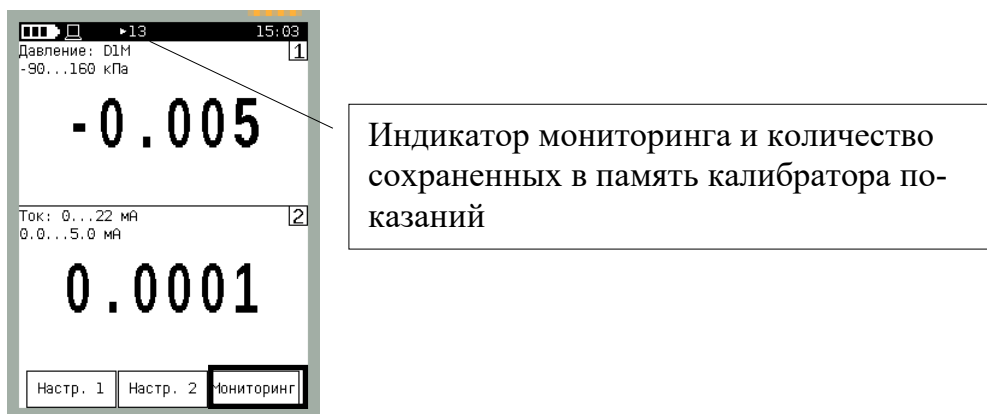 ▸13 15:03
Давление: D1M 1
-90...160 кПа
-0.005
Индикатор мониторинга и количество
сохраненных в память калибратора по-
казаний
Ток: 0...22 мА 2
0.0...5.0 мА
0.0001
Настр. 1 Настр. 2 Мониторинг